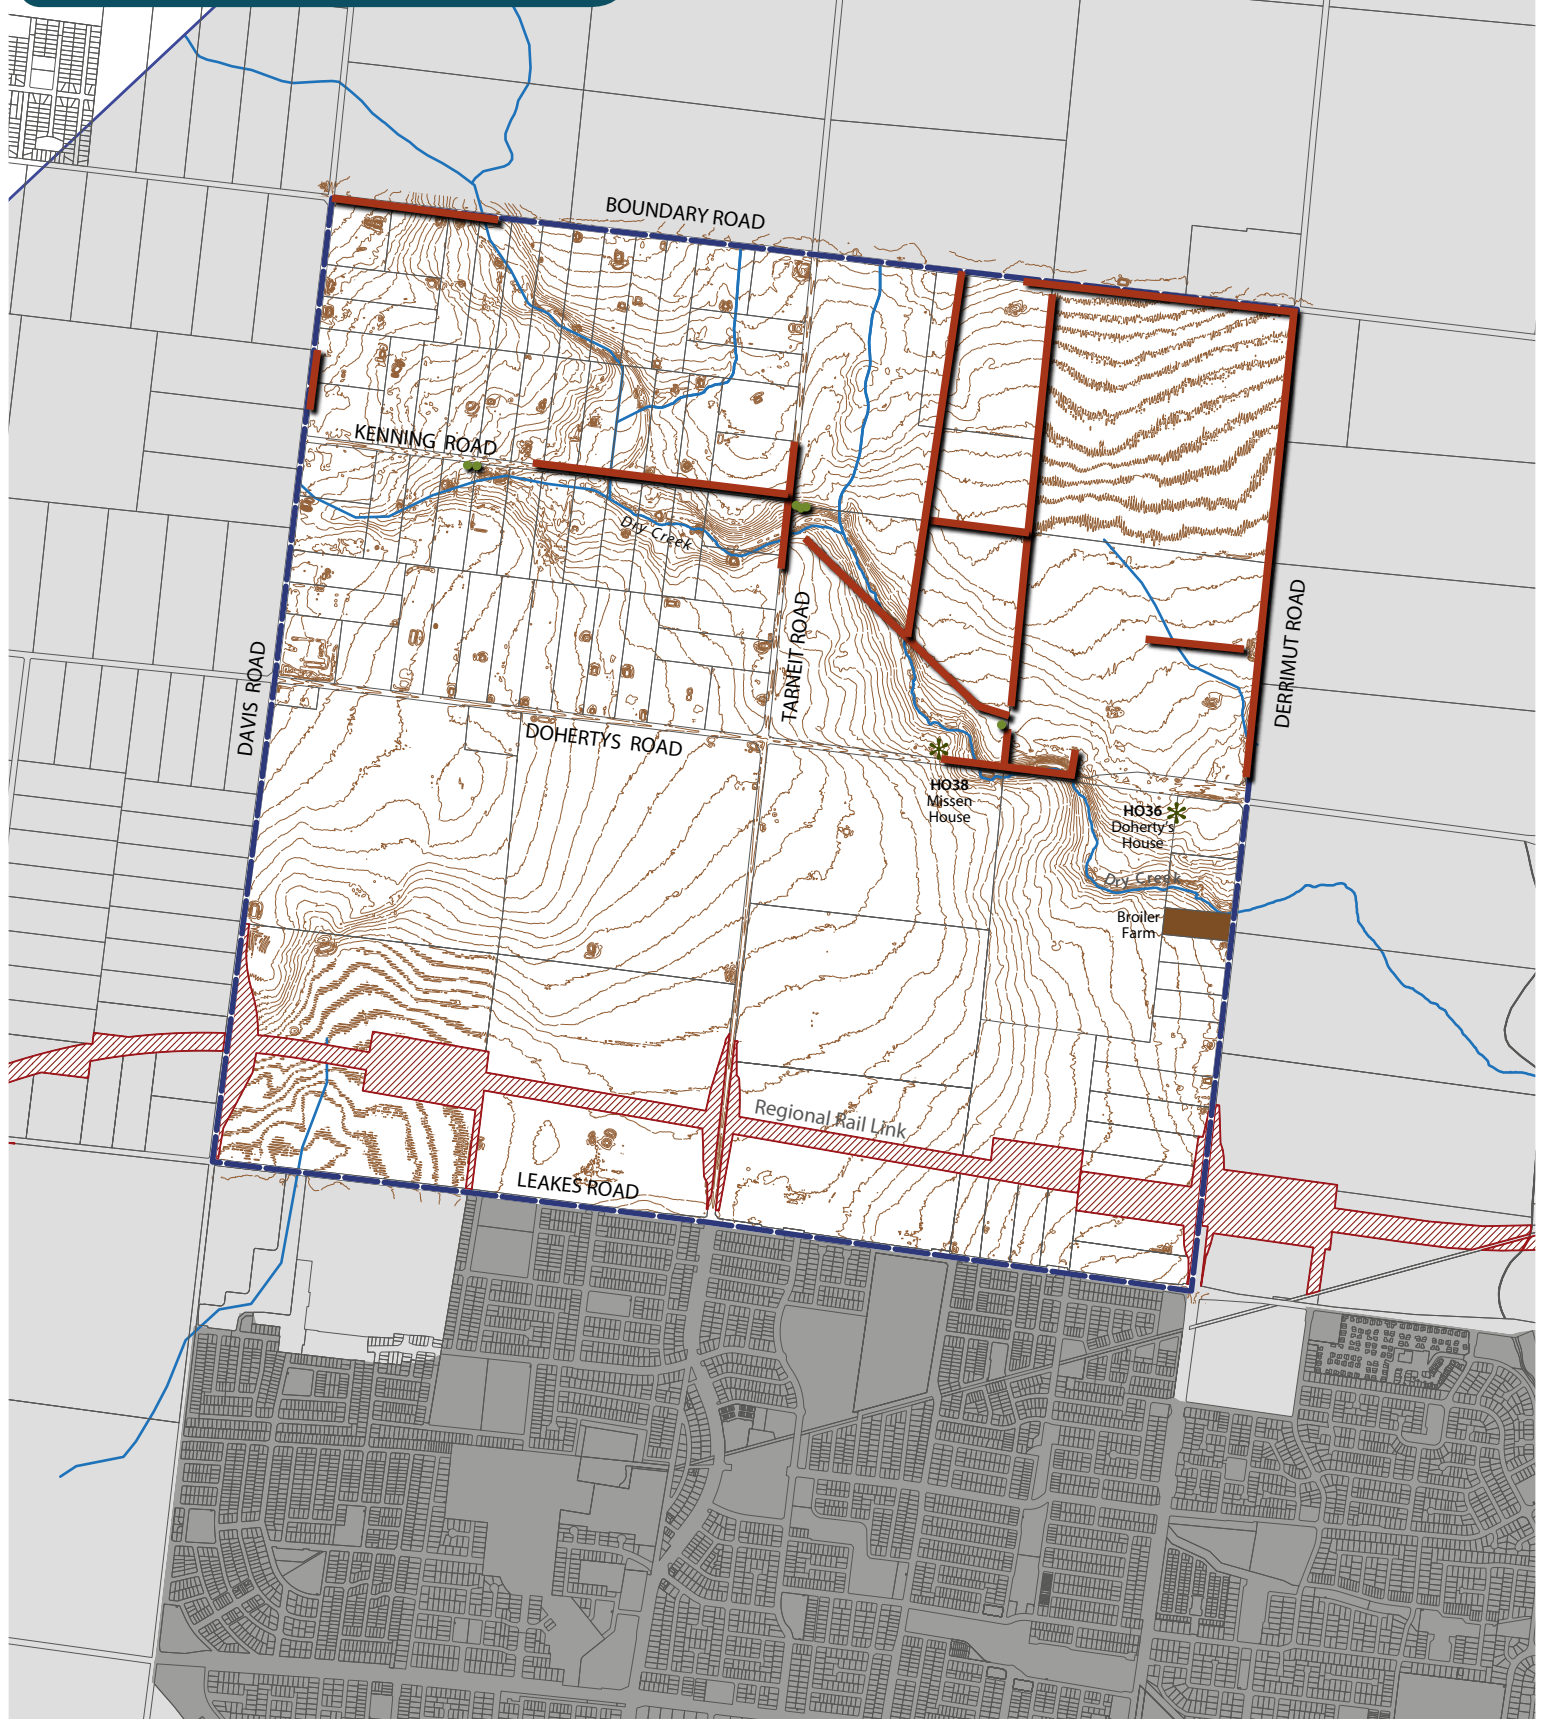 BOUNDARY ROAD
KENNING ROAD
Dry Creek
TARNEIT ROAD
DERRIMUT ROAD
DAVIS ROAD
DOHERTYS ROAD
HO38
Missen
House
HO36
Doherty's
House
Dry Creek
Broiler
Farm
Regional Rail Link
LEAKES ROAD